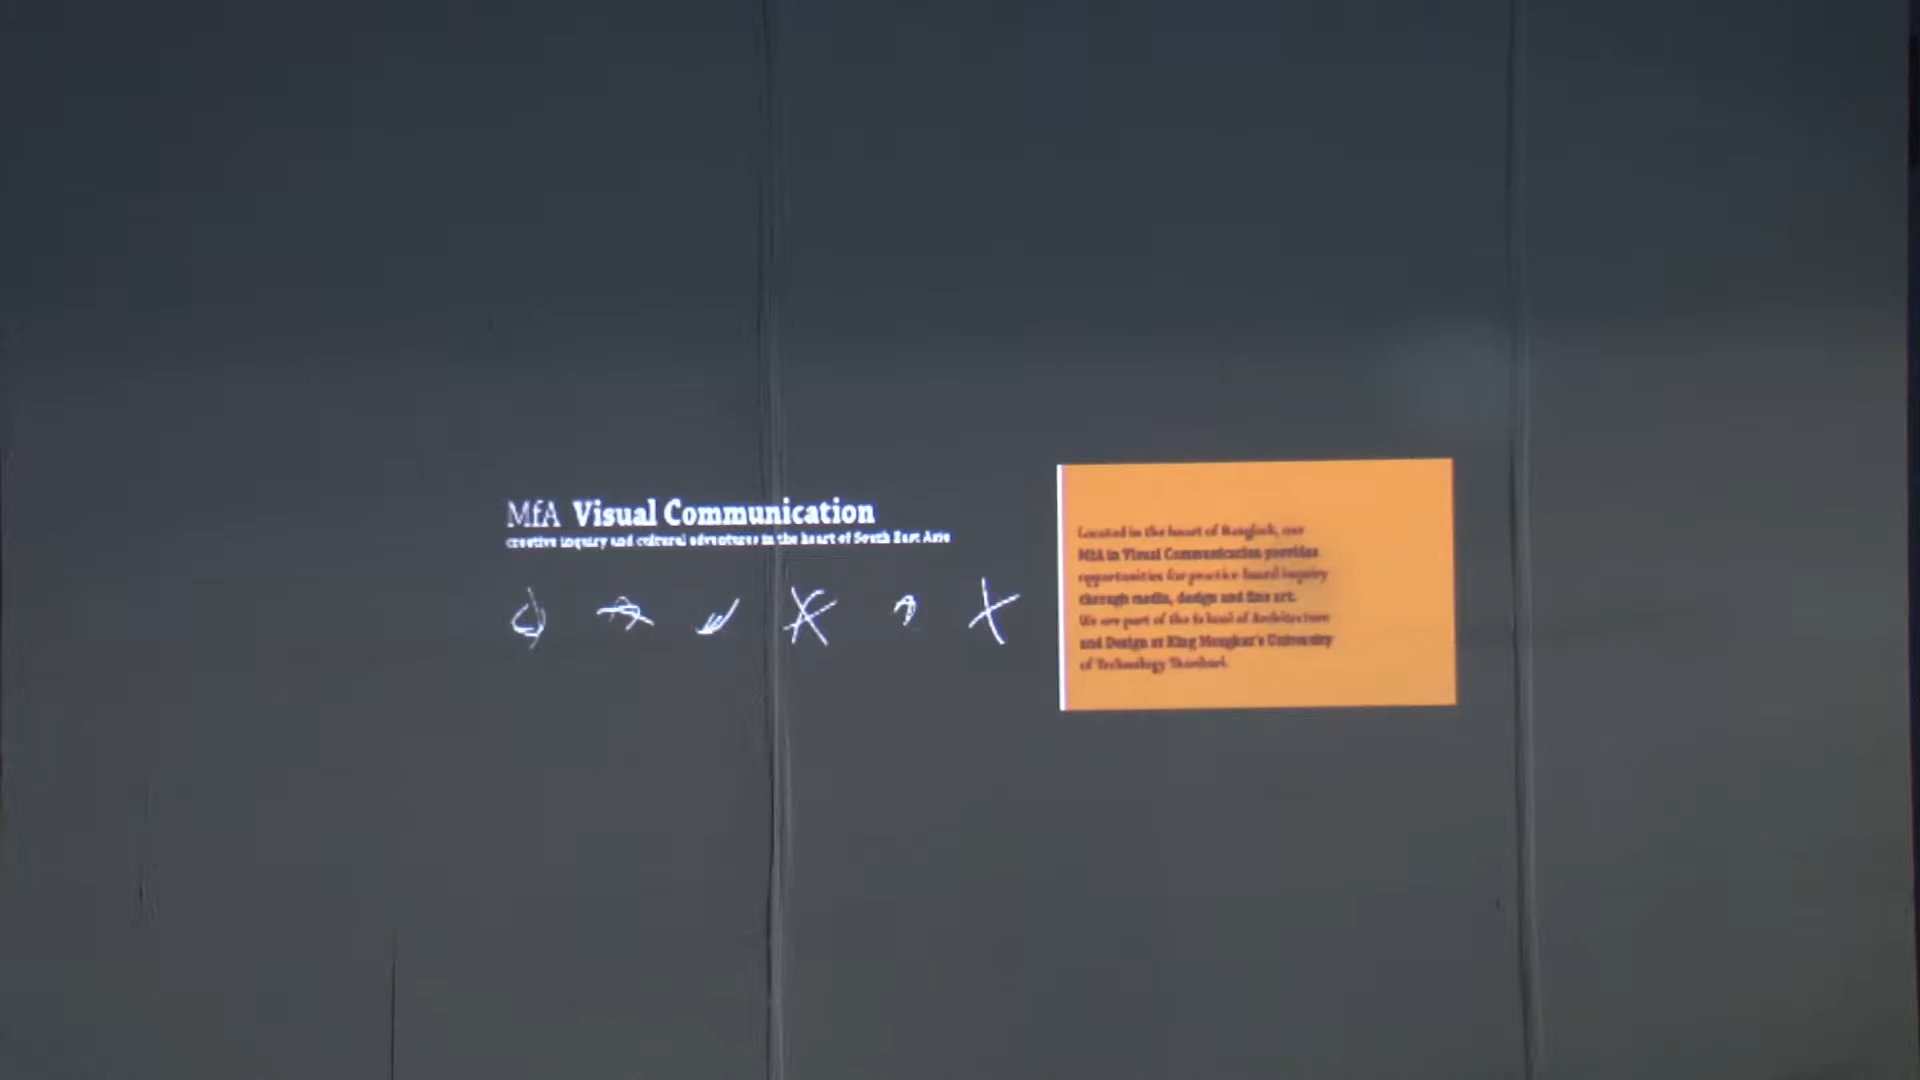 MfA Visual Communication
creative inquiry and cultural adventures in the heart of South East Asia
Located in the heart of Bangkok, our
MfA in Visual Communication provides
opportunities for practice based inquiry
through media, design and fine art.
We are part of the School of Architecture
and Design at King Mongkut's University
of Technology Thonburi.